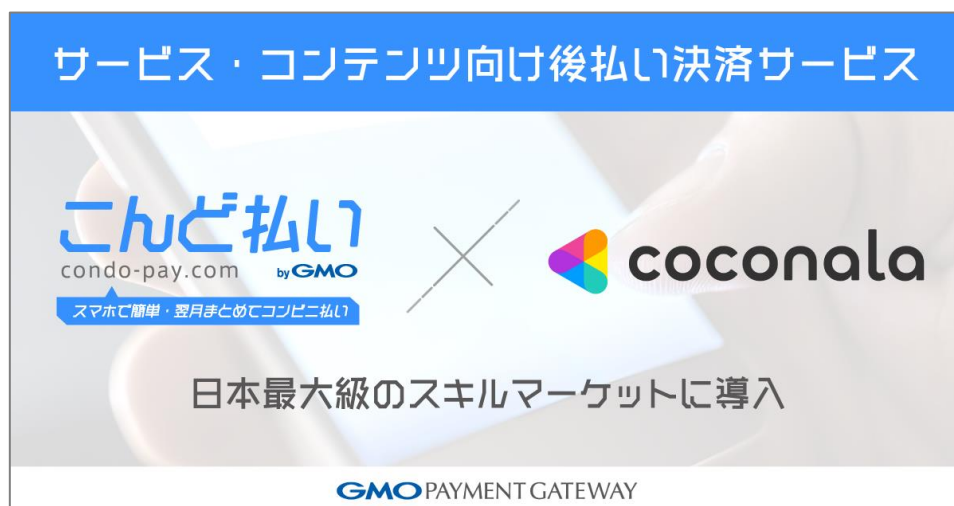 サービス・コンテンツ向け後払い決済サービス
こんど払い
condo-pay.com by GMO
スマホで簡単・翌月まとめてコンビニ払い
coconala
日本最大級のスキルマーケットに導入
GMO PAYMENT GATEWAY